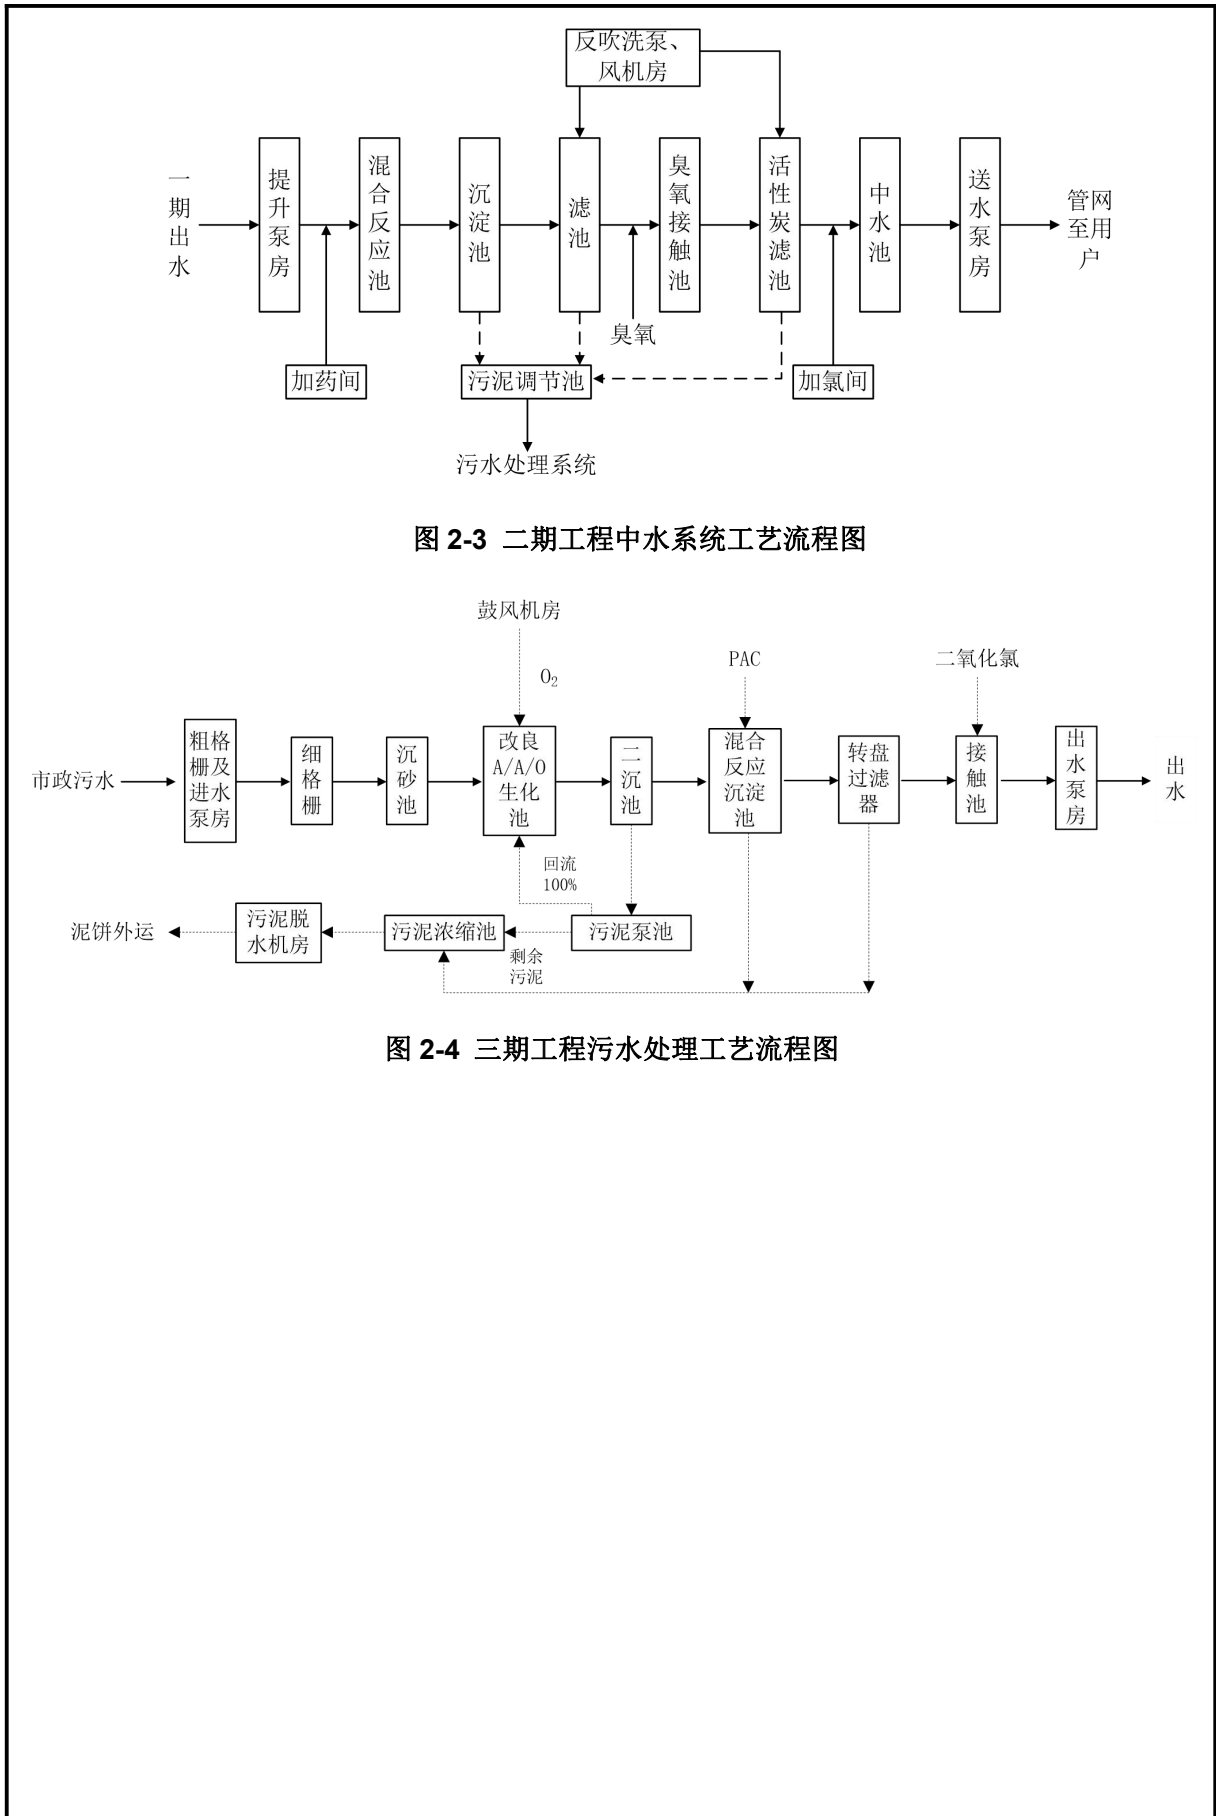 反吹洗泵、
风机房
一期出水
提升泵房
混合反应池
沉淀池
滤池
臭氧接触池
活性炭滤池
中水池
送水泵房
管网
至用
户
臭氧
加药间
污泥调节池
加氯间
污水处理系统
图 2-3 二期工程中水系统工艺流程图
鼓风机房
O₂
PAC
二氧化氯
市政污水
粗格
栅及
进水
泵房
细格栅
沉砂池
改良
A/A/O
生化
池
二沉池
混合
反应
沉淀
池
转盘
过滤
器
接触池
出水泵房
出水
回流
100%
泥饼外运
污泥脱
水机房
污泥浓缩池
剩余
污泥
污泥泵池
图 2-4 三期工程污水处理工艺流程图